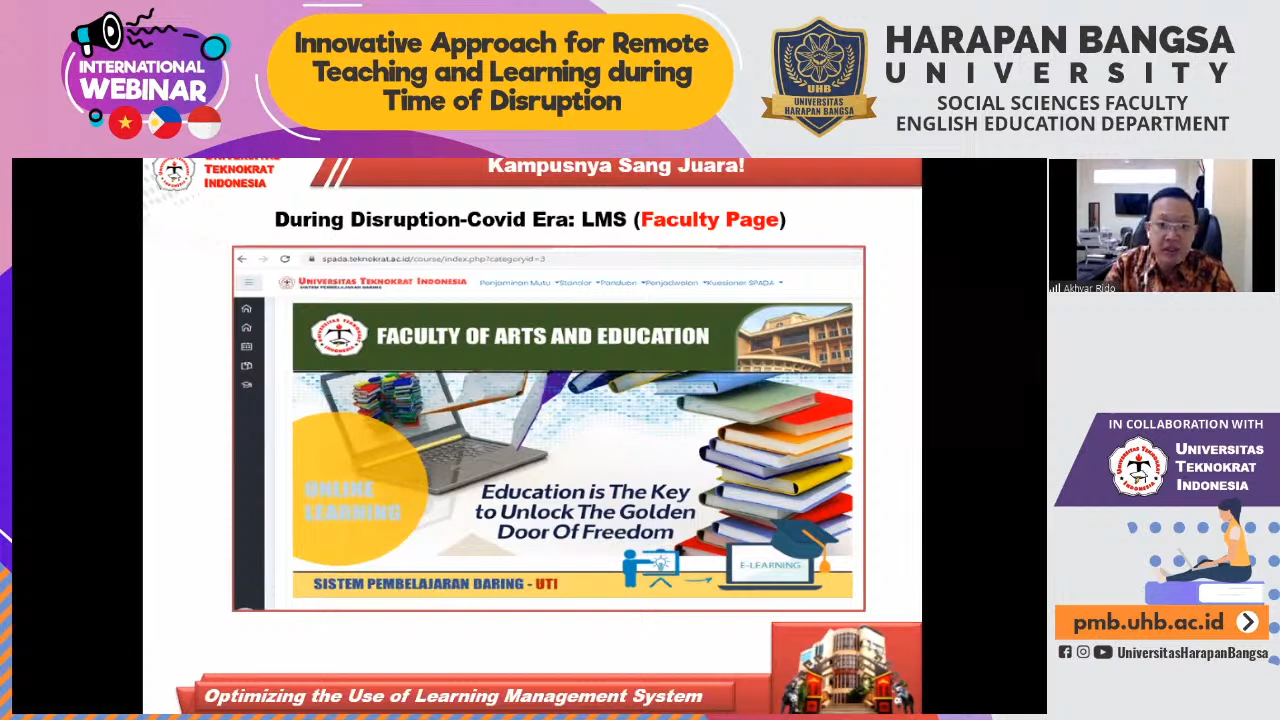 INTERNATIONAL
WEBINAR
Innovative Approach for Remote
Teaching and Learning during
Time of Disruption
UHB
UNIVERSITAS
HARAPAN BANGSA
HARAPAN BANGSA
UNIVERSITY
SOCIAL SCIENCES FACULTY
ENGLISH EDUCATION DEPARTMENT
UNIVERSITAS
TEKNOKRAT
INDONESIA
Kampusnya Sang Juara!
During Disruption-Covid Era: LMS (Faculty Page)
spada.teknokrat.ac.id/course/index.php?categoryid=3
UNIVERSITAS TEKNOKRAT INDONESIA
SISTEM PEMBELAJARAN DARING
Penjaminan Mutu Standar Panduan Penjadwalan Kuesioner SPADA
FACULTY OF ARTS AND EDUCATION
ONLINE
LEARNING
Education is The Key
to Unlock The Golden
Door Of Freedom
E-LEARNING
SISTEM PEMBELAJARAN DARING - UTI
Optimizing the Use of Learning Management System
Akhyar Rido
IN COLLABORATION WITH
UNIVERSITAS
TEKNOKRAT
INDONESIA
pmb.uhb.ac.id
UniversitasHarapanBangsa